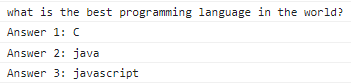 what is the best programming language in the world?
Answer 1: C
Answer 2: java
Answer 3: javascript